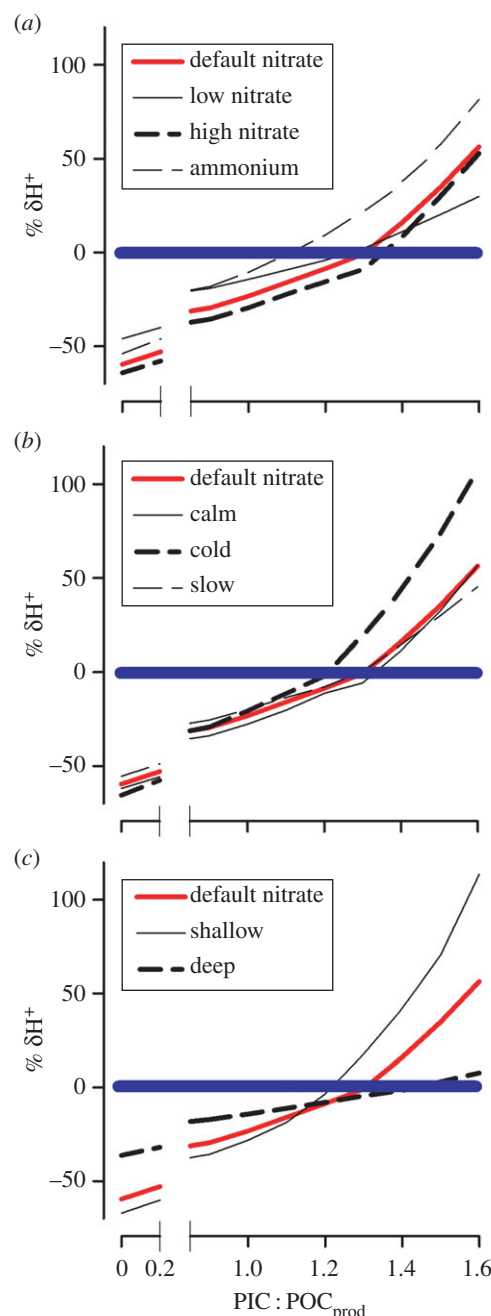 (a)
100
50
0
−50
% δH⁺
default nitrate
low nitrate
high nitrate
ammonium
(b)
100
50
0
−50
% δH⁺
default nitrate
calm
cold
slow
(c)
100
50
0
−50
% δH⁺
default nitrate
shallow
deep
0 0.2 1.0 1.2 1.4 1.6
PIC : POCprod